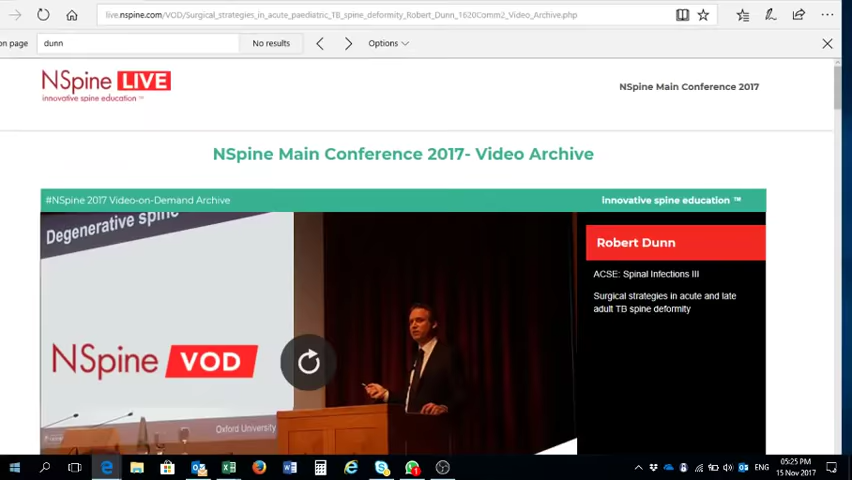 live.nspine.com/VOD/Surgical_strategies_in_acute_paediatric_TB_spine_deformity_Robert_Dunn_1620Comm2_Video_Archive.php
on page dunn No results Options
NSpine LIVE
innovative spine education ™
NSpine Main Conference 2017
NSpine Main Conference 2017- Video Archive
#NSpine 2017 Video-on-Demand Archive
innovative spine education ™
Degenerative spin
Robert Dunn
ACSE: Spinal Infections III
Surgical strategies in acute and late
adult TB spine deformity
NSpine VOD
Oxford University
05:25 PM
ENG
15 Nov 2017